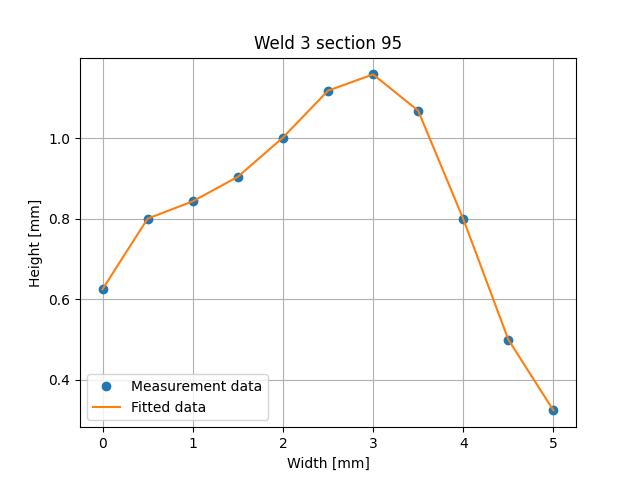 Weld 3 section 95
Height [mm]
1.0
0.8
0.6
0.4
Measurement data
Fitted data
0 1 2 3 4 5
Width [mm]